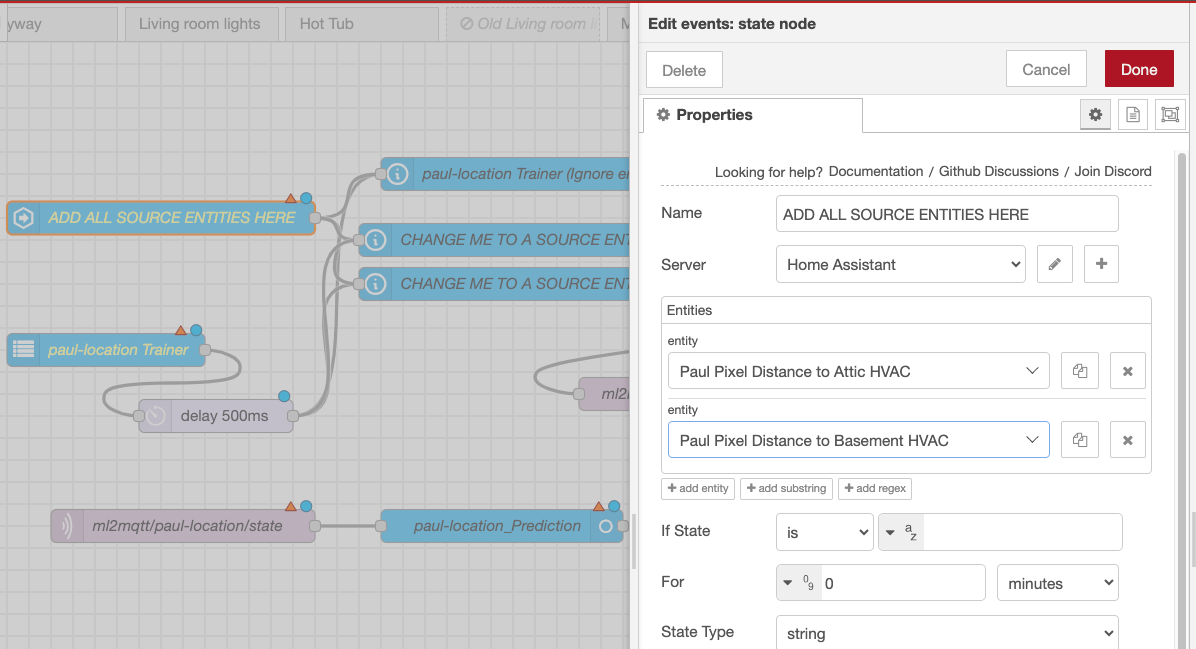 yway
Living room lights
Hot Tub
Old Living room l
Edit events: state node
Delete
Cancel
Done
Properties
Looking for help? Documentation / Github Discussions / Join Discord
Name
ADD ALL SOURCE ENTITIES HERE
Server
Home Assistant
Entities
entity
Paul Pixel Distance to Attic HVAC
entity
Paul Pixel Distance to Basement HVAC
add entity
add substring
add regex
If State
is
a
z
For
0
9
0
minutes
State Type
string
paul-location Trainer (Ignore er
ADD ALL SOURCE ENTITIES HERE
CHANGE ME TO A SOURCE ENT
CHANGE ME TO A SOURCE ENT
paul-location Trainer
ml2
delay 500ms
ml2mqtt/paul-location/state
paul-location_Prediction